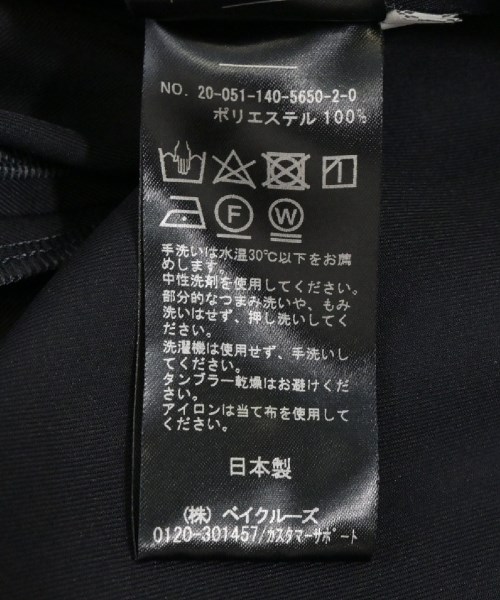 NO. 20-051-140-5650-2-0
ポリエステル 100%
F W
手洗いは水温30℃以下をお薦
めします。
中性洗剤を使用してください。
部分的なつまみ洗いや、もみ
洗いはせず、押し洗いしてく
ださい。
洗濯機は使用せず、手洗いし
てください。
タンブラー乾燥はお避けくだ
さい。
アイロンは当て布を使用して
ください。
日本製
(株) ベイクルーズ
0120-301457/ｶｽﾀﾏｰｻﾎﾟｰﾄ